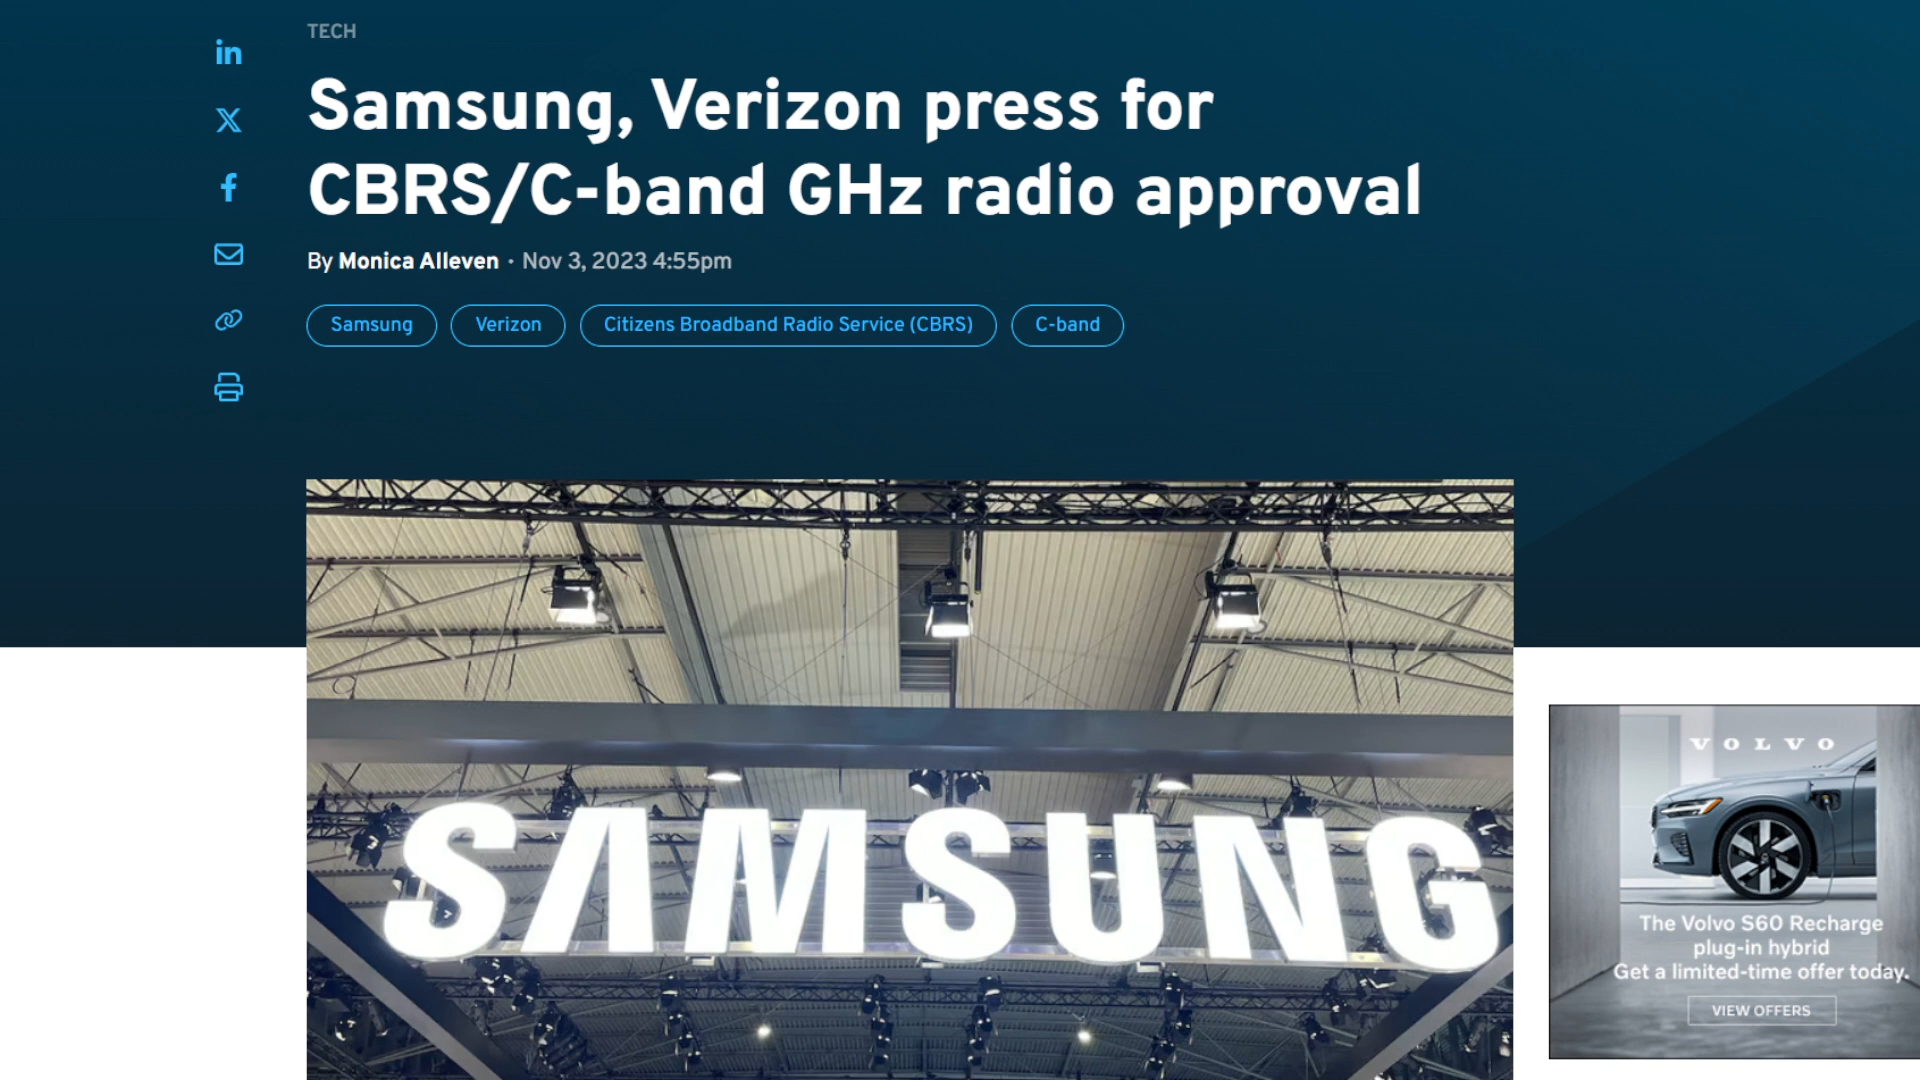 TECH
Samsung, Verizon press for
CBRS/C-band GHz radio approval
By Monica Alleven · Nov 3, 2023 4:55pm
Samsung
Verizon
Citizens Broadband Radio Service (CBRS)
C-band
SAMSUNG
VOLVO
The Volvo S60 Recharge
plug-in hybrid
Get a limited-time offer today.
VIEW OFFERS